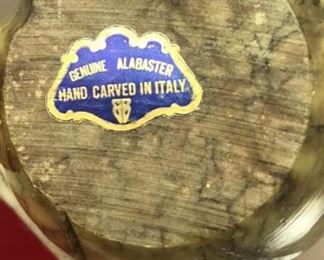 GENUINE ALABASTER
HAND CARVED IN ITALY